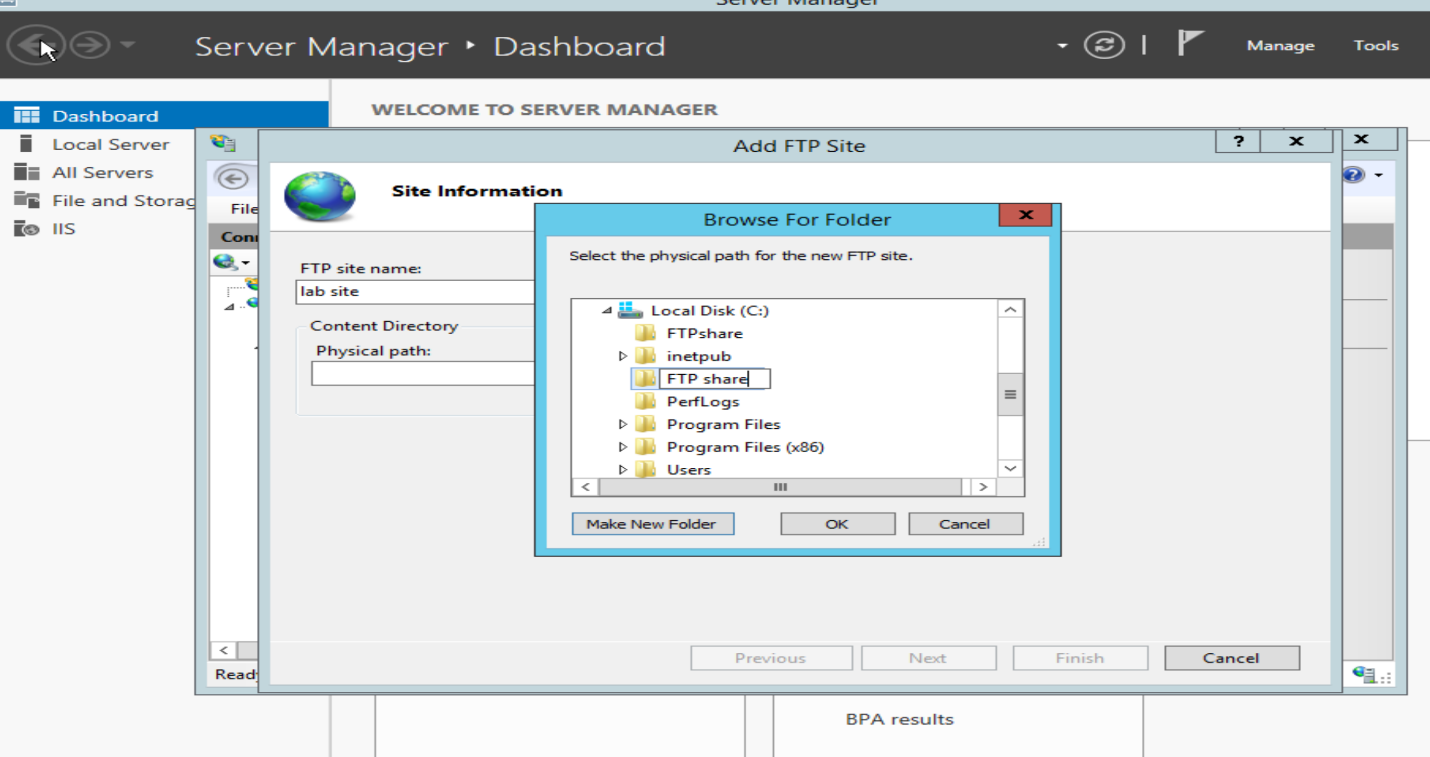 Server Manager
Server Manager Dashboard
Manage Tools
Dashboard
Local Server
All Servers
File and Storag
IIS
WELCOME TO SERVER MANAGER
Add FTP Site
? x
x
Site Information
File
Conn
FTP site name:
lab site
Content Directory
Physical path:
Browse For Folder
x
Select the physical path for the new FTP site.
Local Disk (C:)
FTPshare
inetpub
FTP share
PerfLogs
Program Files
Program Files (x86)
Users
Make New Folder OK Cancel
Previous Next Finish Cancel
Ready
BPA results